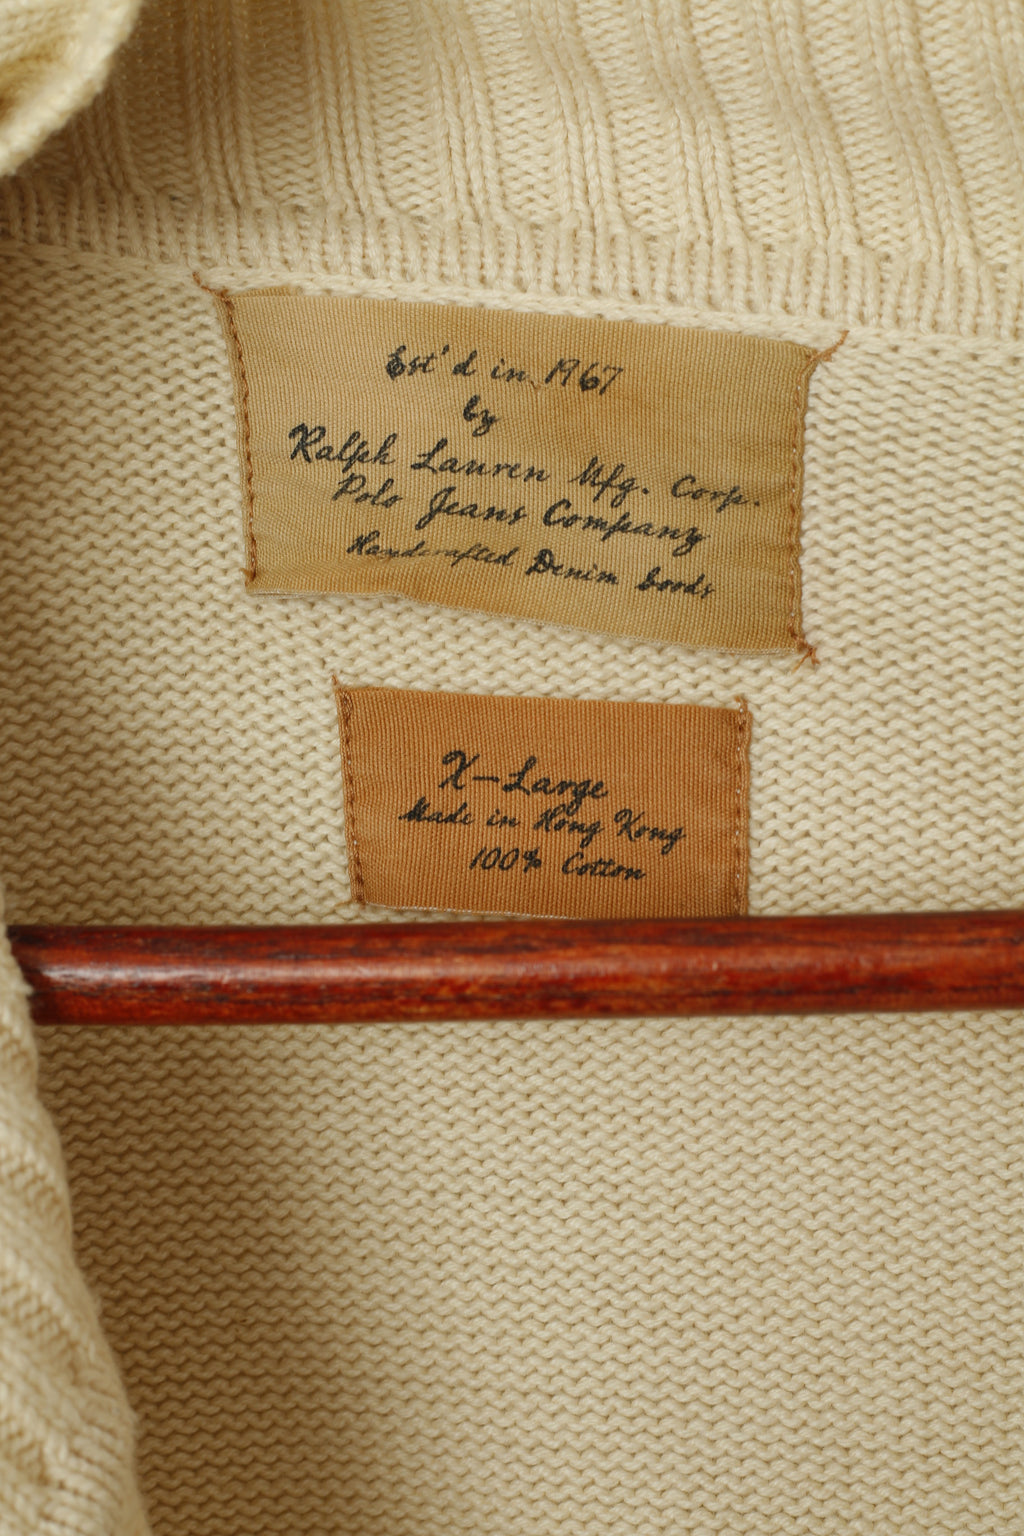 Est'd in 1967
by
Ralph Lauren Mfg. Corp.
Polo Jeans Company
Handcrafted Denim Goods
X-Large
Made in Hong Kong
100% Cotton